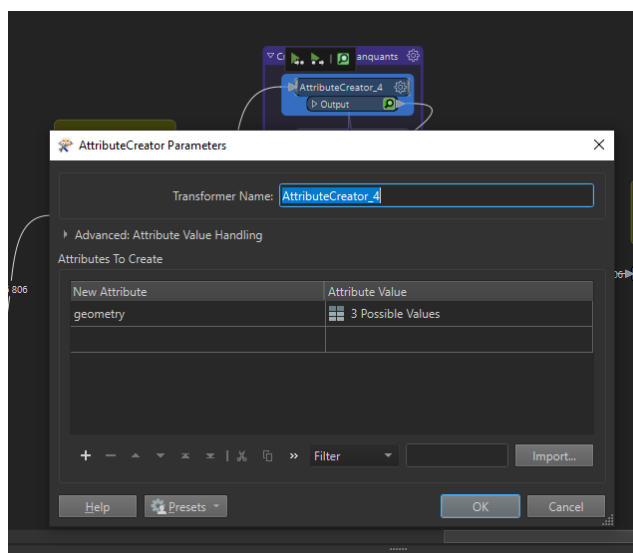 anquants
AttributeCreator_4
Output
AttributeCreator Parameters
Transformer Name: AttributeCreator_4
Advanced: Attribute Value Handling
Attributes To Create
New Attribute Attribute Value
geometry 3 Possible Values
806
Filter Import...
Help Presets OK Cancel